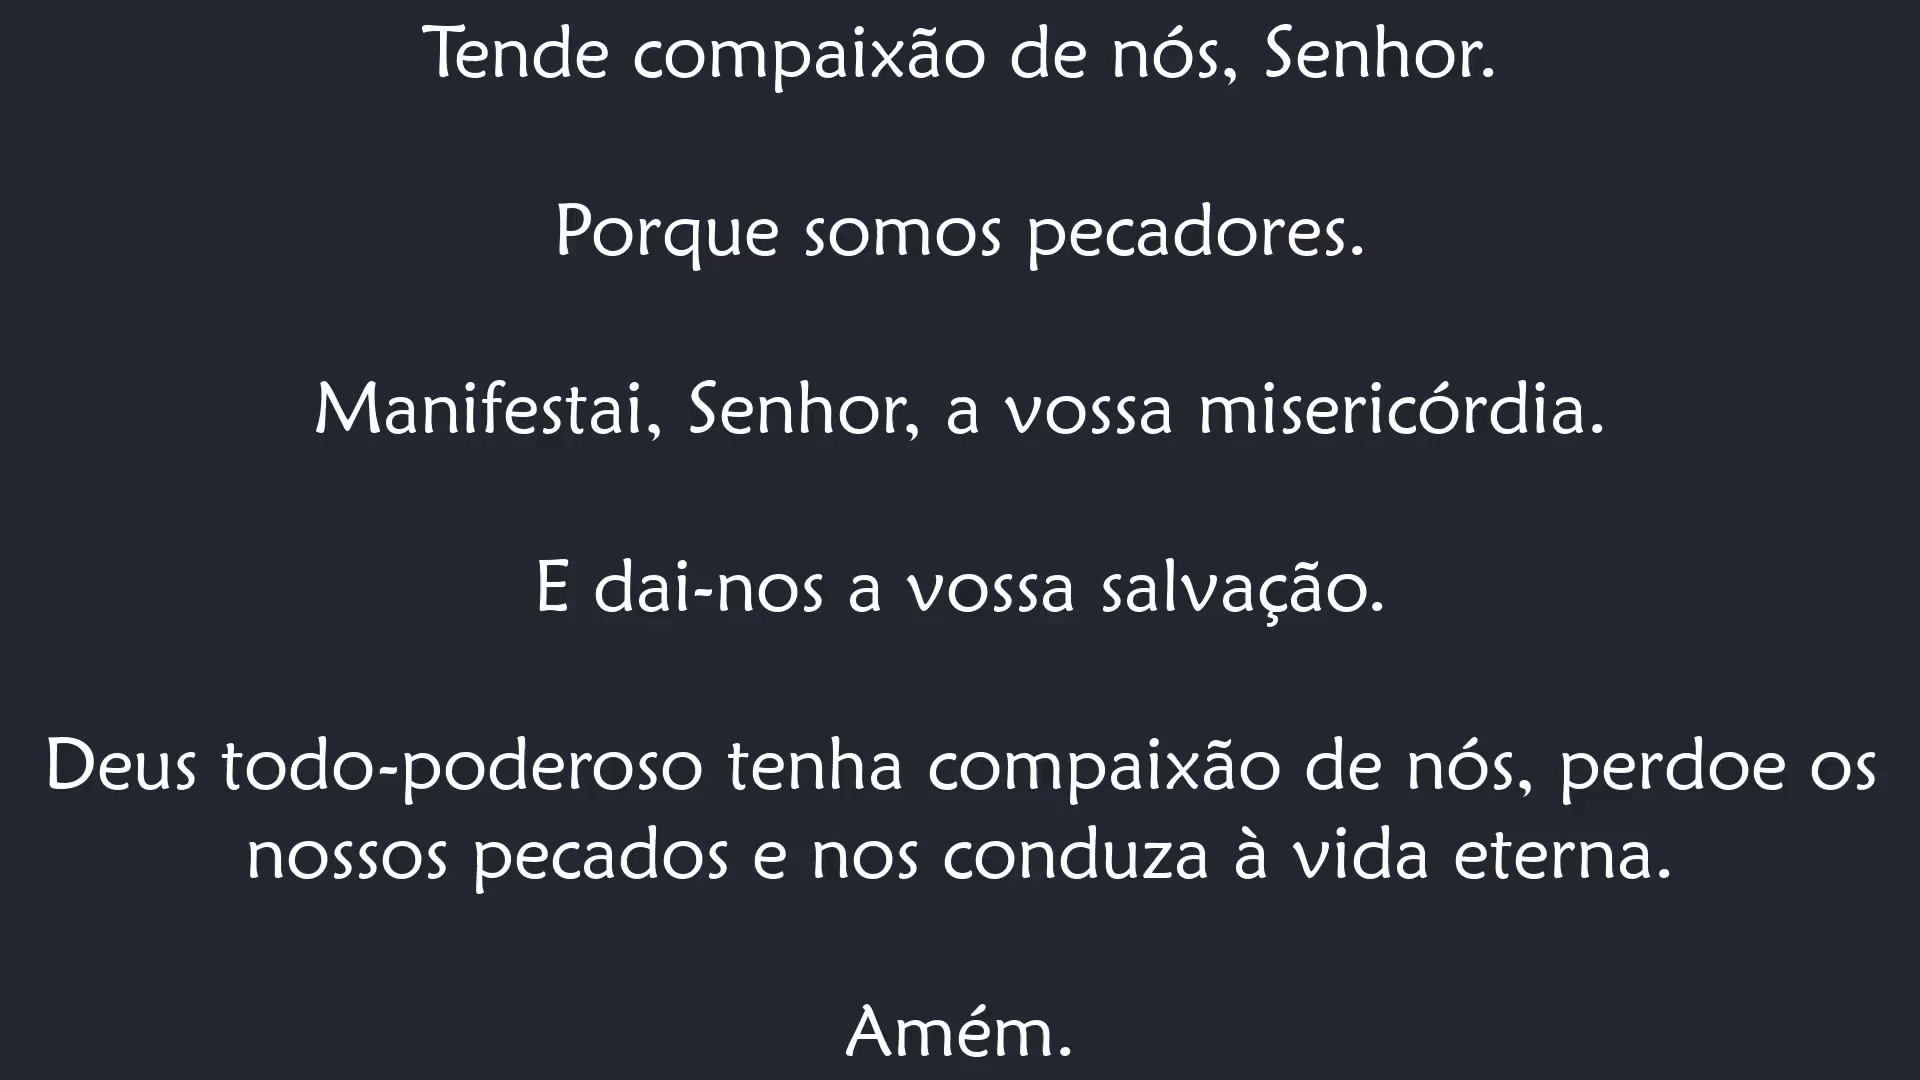 Tende compaixão de nós, Senhor.
Porque somos pecadores.
Manifestai, Senhor, a vossa misericórdia.
E dai-nos a vossa salvação.
Deus todo-poderoso tenha compaixão de nós, perdoe os
nossos pecados e nos conduza à vida eterna.
Amém.